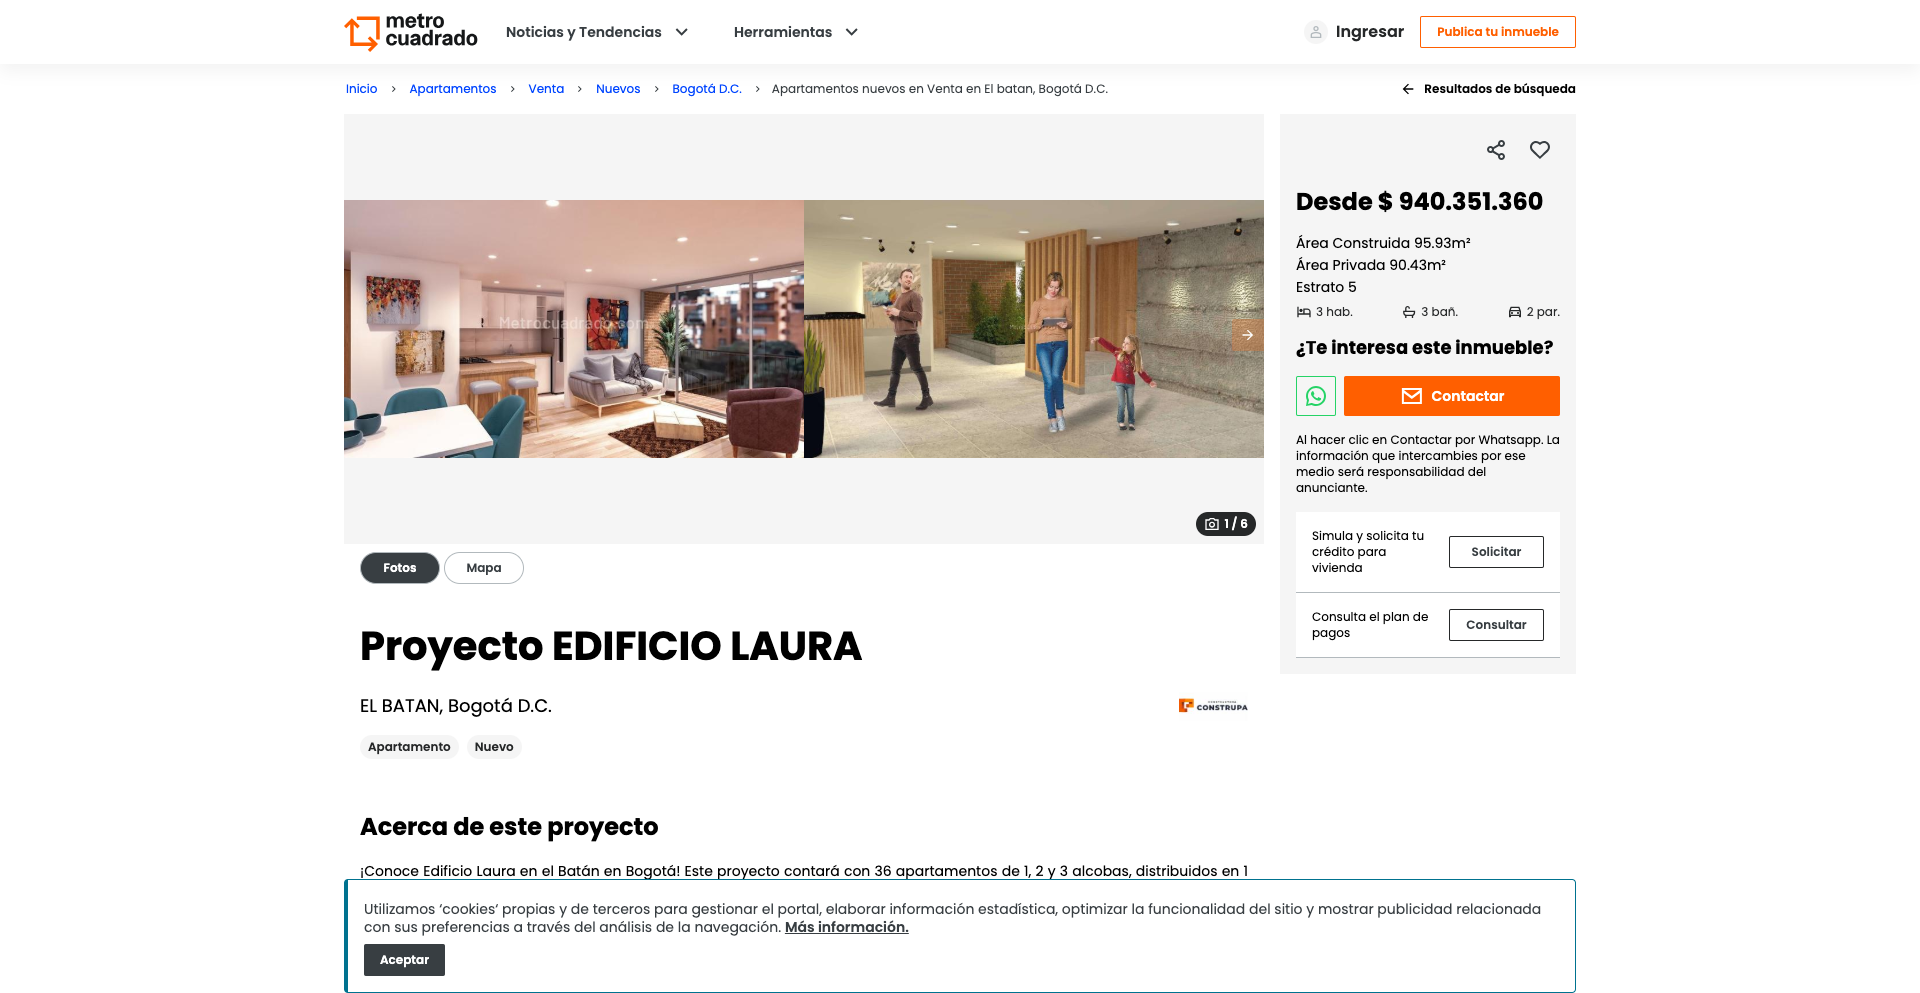 metro
cuadrado
Noticias y Tendencias
Herramientas
Ingresar
Publica tu inmueble
Inicio > Apartamentos > Venta > Nuevos > Bogotá D.C. > Apartamentos nuevos en Venta en El batan, Bogotá D.C.
Resultados de búsqueda
Metrocuadrado.com
1 / 6
Desde $ 940.351.360
Área Construida 95.93m²
Área Privada 90.43m²
Estrato 5
3 hab. 3 bañ. 2 par.
¿Te interesa este inmueble?
Contactar
Al hacer clic en Contactar por Whatsapp. La
información que intercambies por ese
medio será responsabilidad del
anunciante.
Simula y solicita tu
crédito para
vivienda
Solicitar
Consulta el plan de
pagos
Consultar
Fotos
Mapa
Proyecto EDIFICIO LAURA
EL BATAN, Bogotá D.C.
CONSTRUPA
Apartamento
Nuevo
Acerca de este proyecto
¡Conoce Edificio Laura en el Batán en Bogotá! Este proyecto contará con 36 apartamentos de 1, 2 y 3 alcobas, distribuidos en 1
Utilizamos ‘cookies‘ propias y de terceros para gestionar el portal, elaborar información estadística, optimizar la funcionalidad del sitio y mostrar publicidad relacionada
con sus preferencias a través del análisis de la navegación. Más información.
Aceptar